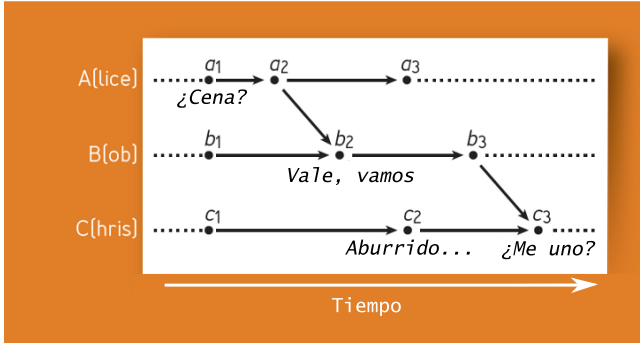 a1 a2 a3
A(lice)
¿Cena?
b1 b2 b3
B(ob)
Vale, vamos
c1 c2 c3
C(hris)
Aburrido... ¿Me uno?
Tiempo